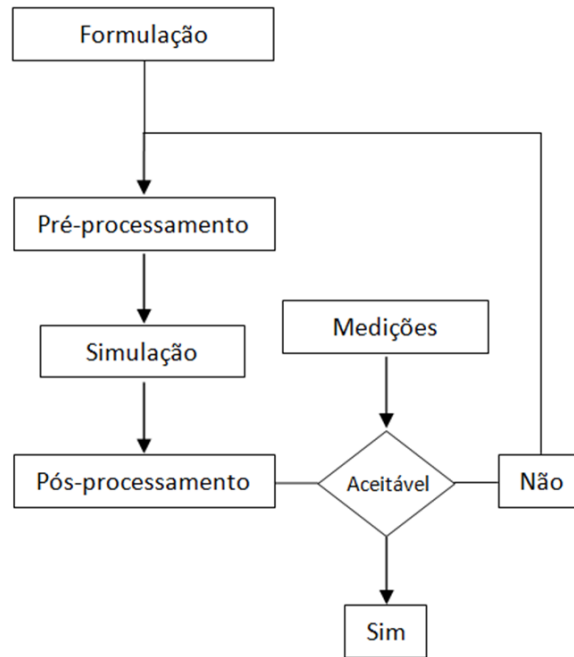 Formulação
Pré-processamento
Simulação
Medições
Pós-processamento
Aceitável
Não
Sim